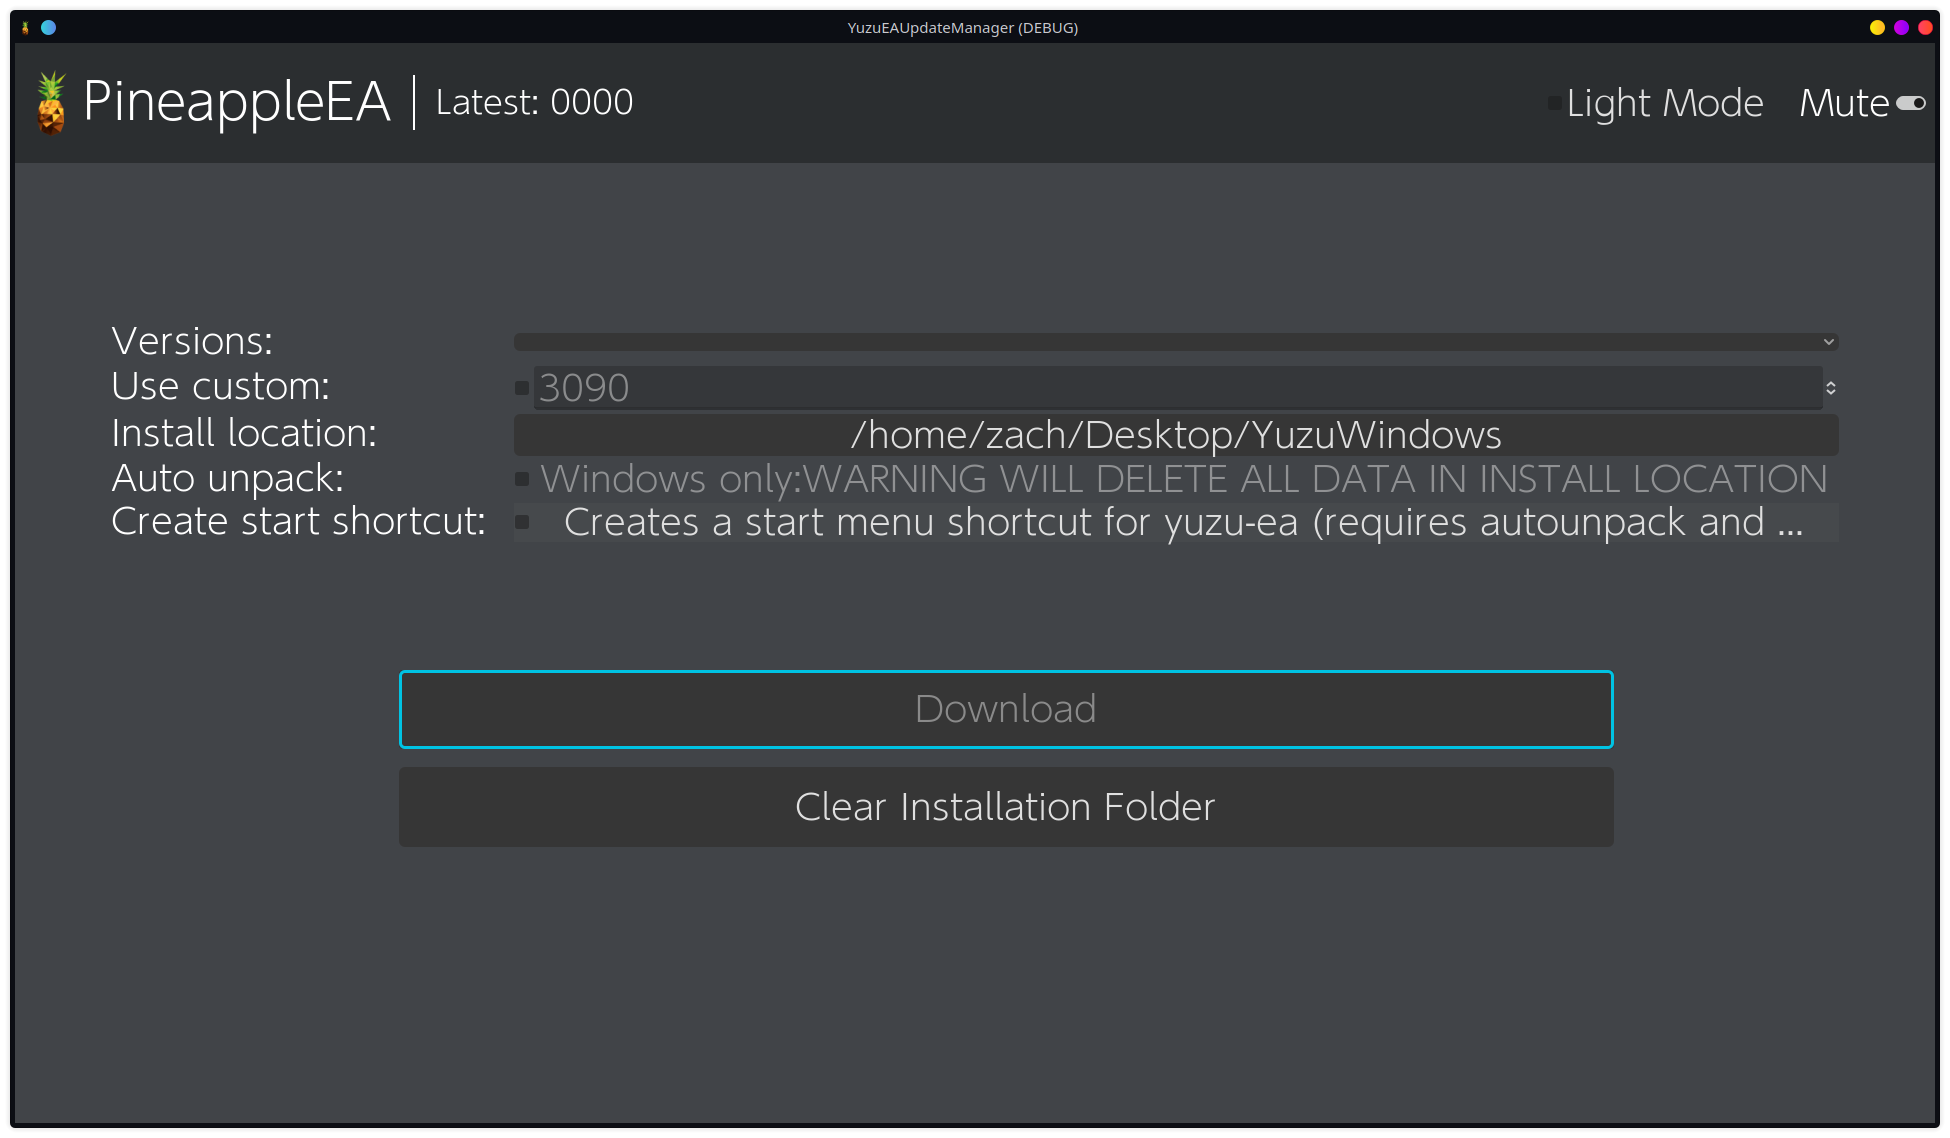 YuzuEAUpdateManager (DEBUG)
PineappleEA
Latest: 0000
Light Mode
Mute
Versions:
Use custom:
3090
Install location:
/home/zach/Desktop/YuzuWindows
Auto unpack:
Windows only:WARNING WILL DELETE ALL DATA IN INSTALL LOCATION
Create start shortcut:
Creates a start menu shortcut for yuzu-ea (requires autounpack and ...
Download
Clear Installation Folder